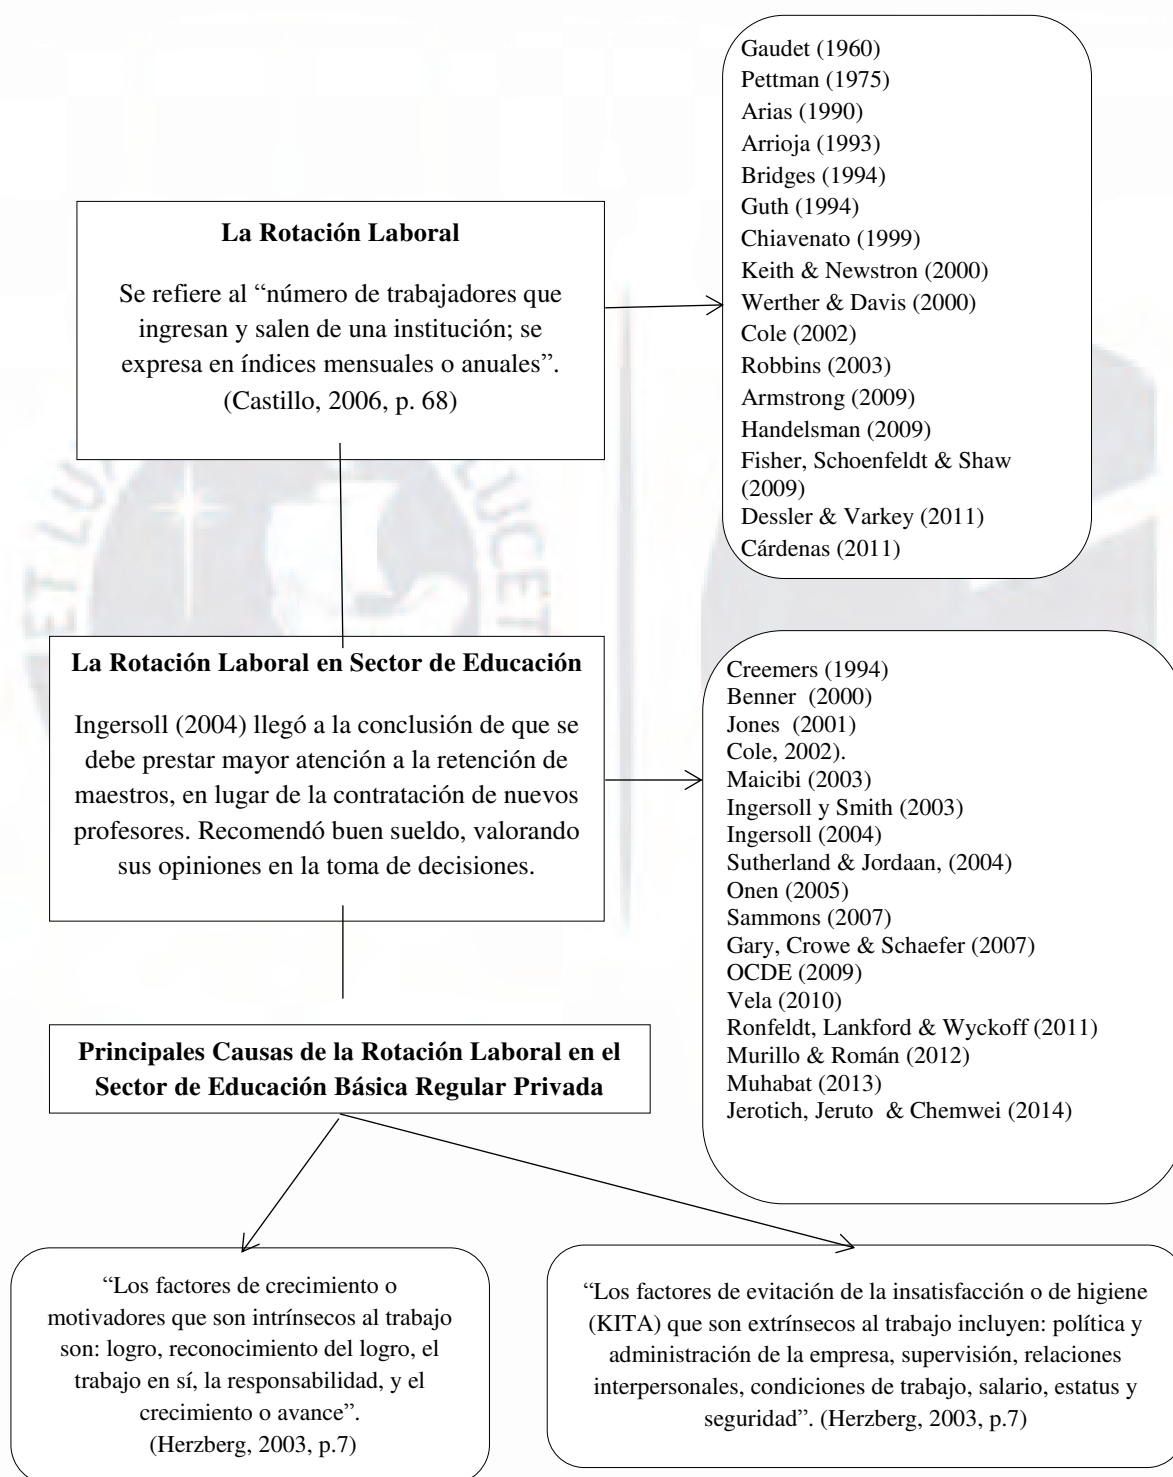 Gaudet (1960)
Pettman (1975)
Arias (1990)
Arrioja (1993)
Bridges (1994)
Guth (1994)
Chiavenato (1999)
Keith & Newstron (2000)
Werther & Davis (2000)
Cole (2002)
Robbins (2003)
Armstrong (2009)
Handelsman (2009)
Fisher, Schoenfeldt & Shaw
(2009)
Dessler & Varkey (2011)
Cárdenas (2011)
La Rotación Laboral
Se refiere al “número de trabajadores que
ingresan y salen de una institución; se
expresa en índices mensuales o anuales”.
(Castillo, 2006, p. 68)
La Rotación Laboral en Sector de Educación
Ingersoll (2004) llegó a la conclusión de que se
debe prestar mayor atención a la retención de
maestros, en lugar de la contratación de nuevos
profesores. Recomendó buen sueldo, valorando
sus opiniones en la toma de decisiones.
Creemers (1994)
Benner (2000)
Jones (2001)
Cole, 2002).
Maicibi (2003)
Ingersoll y Smith (2003)
Ingersoll (2004)
Sutherland & Jordaan, (2004)
Onen (2005)
Sammons (2007)
Gary, Crowe & Schaefer (2007)
OCDE (2009)
Vela (2010)
Ronfeldt, Lankford & Wyckoff (2011)
Murillo & Román (2012)
Muhabat (2013)
Jerotich, Jeruto & Chemwei (2014)
Principales Causas de la Rotación Laboral en el
Sector de Educación Básica Regular Privada
“Los factores de crecimiento o
motivadores que son intrínsecos al trabajo
son: logro, reconocimiento del logro, el
trabajo en sí, la responsabilidad, y el
crecimiento o avance”.
(Herzberg, 2003, p.7)
“Los factores de evitación de la insatisfacción o de higiene
(KITA) que son extrínsecos al trabajo incluyen: política y
administración de la empresa, supervisión, relaciones
interpersonales, condiciones de trabajo, salario, estatus y
seguridad”. (Herzberg, 2003, p.7)
ET LU
LUCET